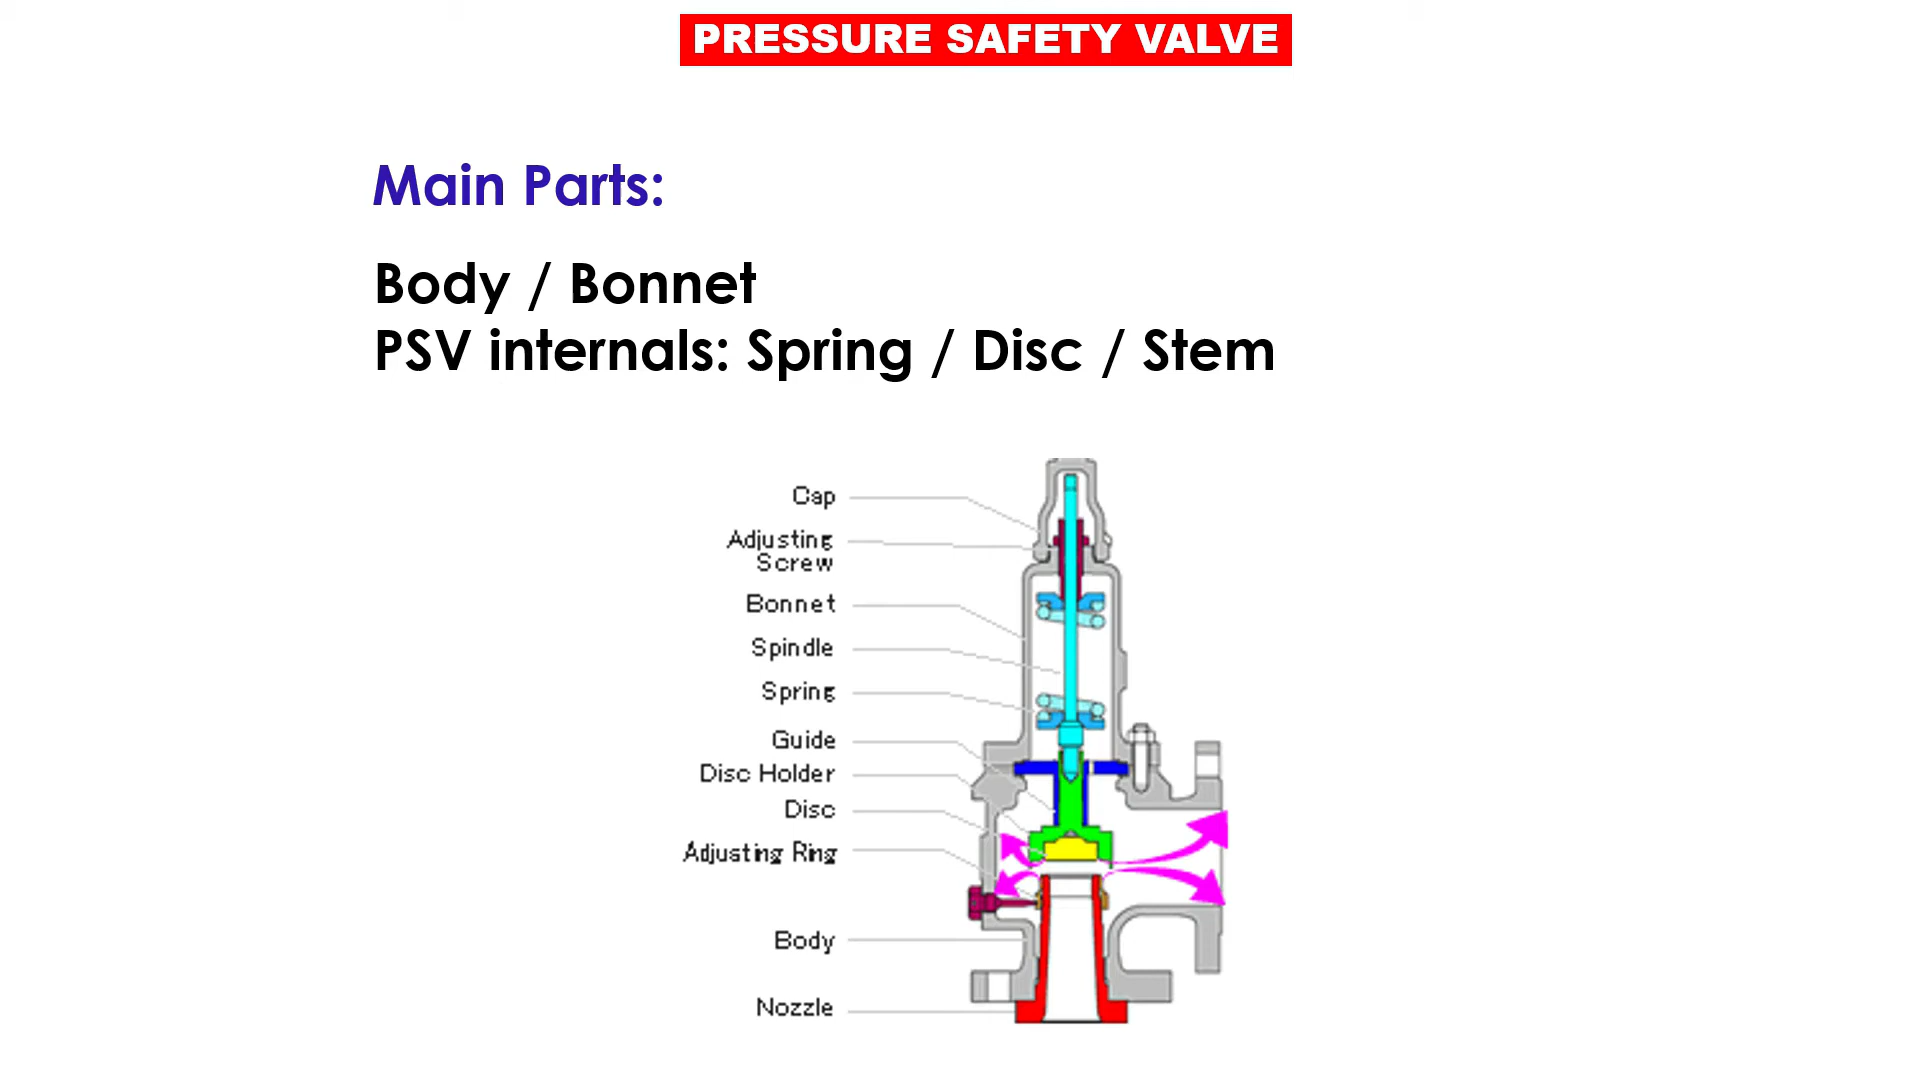 PRESSURE SAFETY VALVE
Main Parts:
Body / Bonnet
PSV internals: Spring / Disc / Stem
Cap
Adjusting
Screw
Bonnet
Spindle
Spring
Guide
Disc Holder
Disc
Adjusting Ring
Body
Nozzle